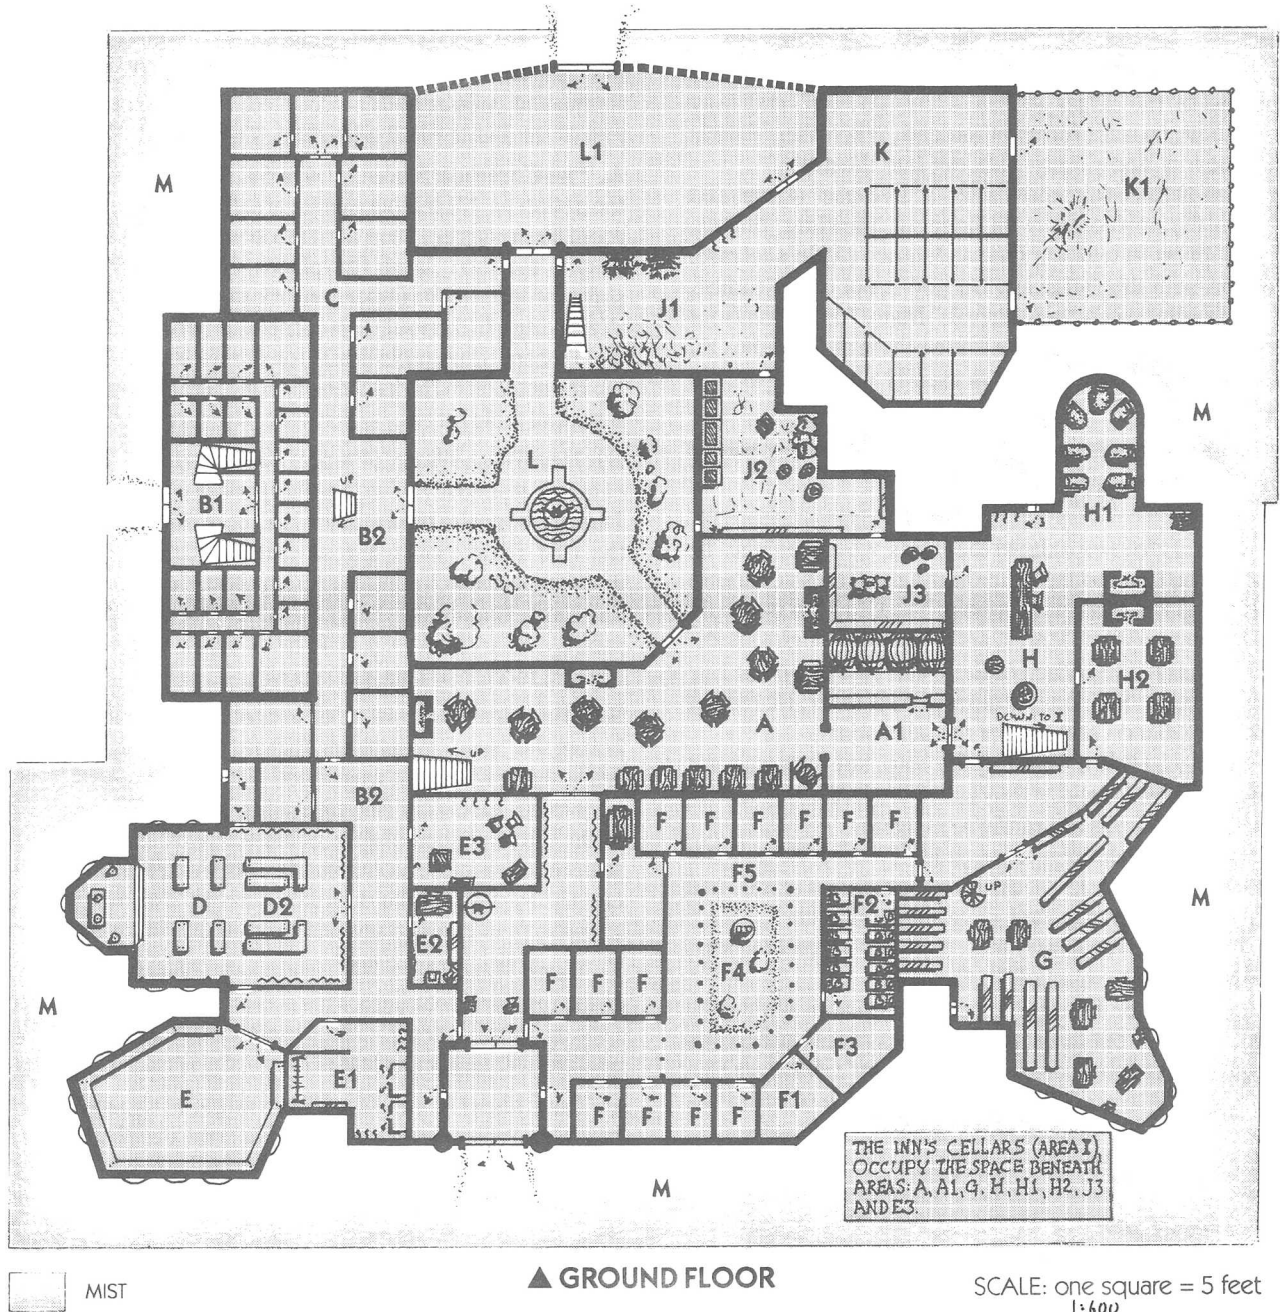 L1
K
K1
M
C
J1
M
L
J2
B1
UP
B2
H1
J3
H
H2
A
A1
DOWN TO I
UP
B2
E3
F F F F F F
F5
UP
D
D2
F2
M
E2
F4
G
F F F
M
F3
E1
E
F1
F F F F
THE INN'S CELLARS (AREA I)
OCCUPY THE SPACE BENEATH
AREAS: A, A1, G, H, H1, H2, J3
AND E3.
M
MIST
▲ GROUND FLOOR
SCALE: one square = 5 feet
1:600